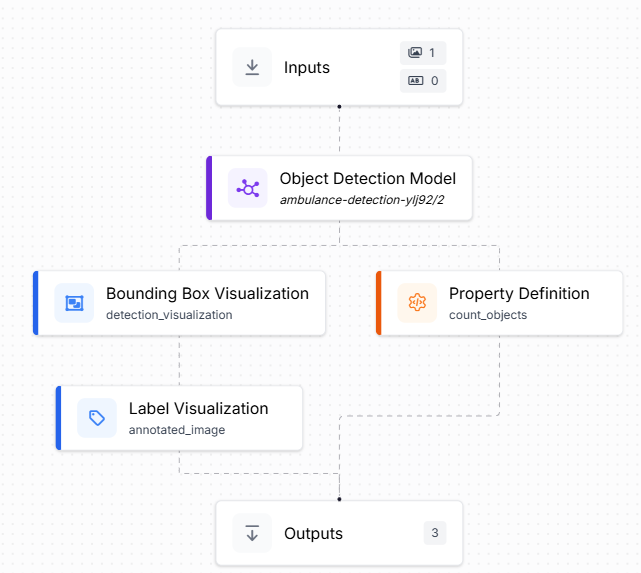 Inputs
1
AB 0
Object Detection Model
ambulance-detection-ylj92/2
Bounding Box Visualization
detection_visualization
Property Definition
count_objects
Label Visualization
annotated_image
Outputs
3